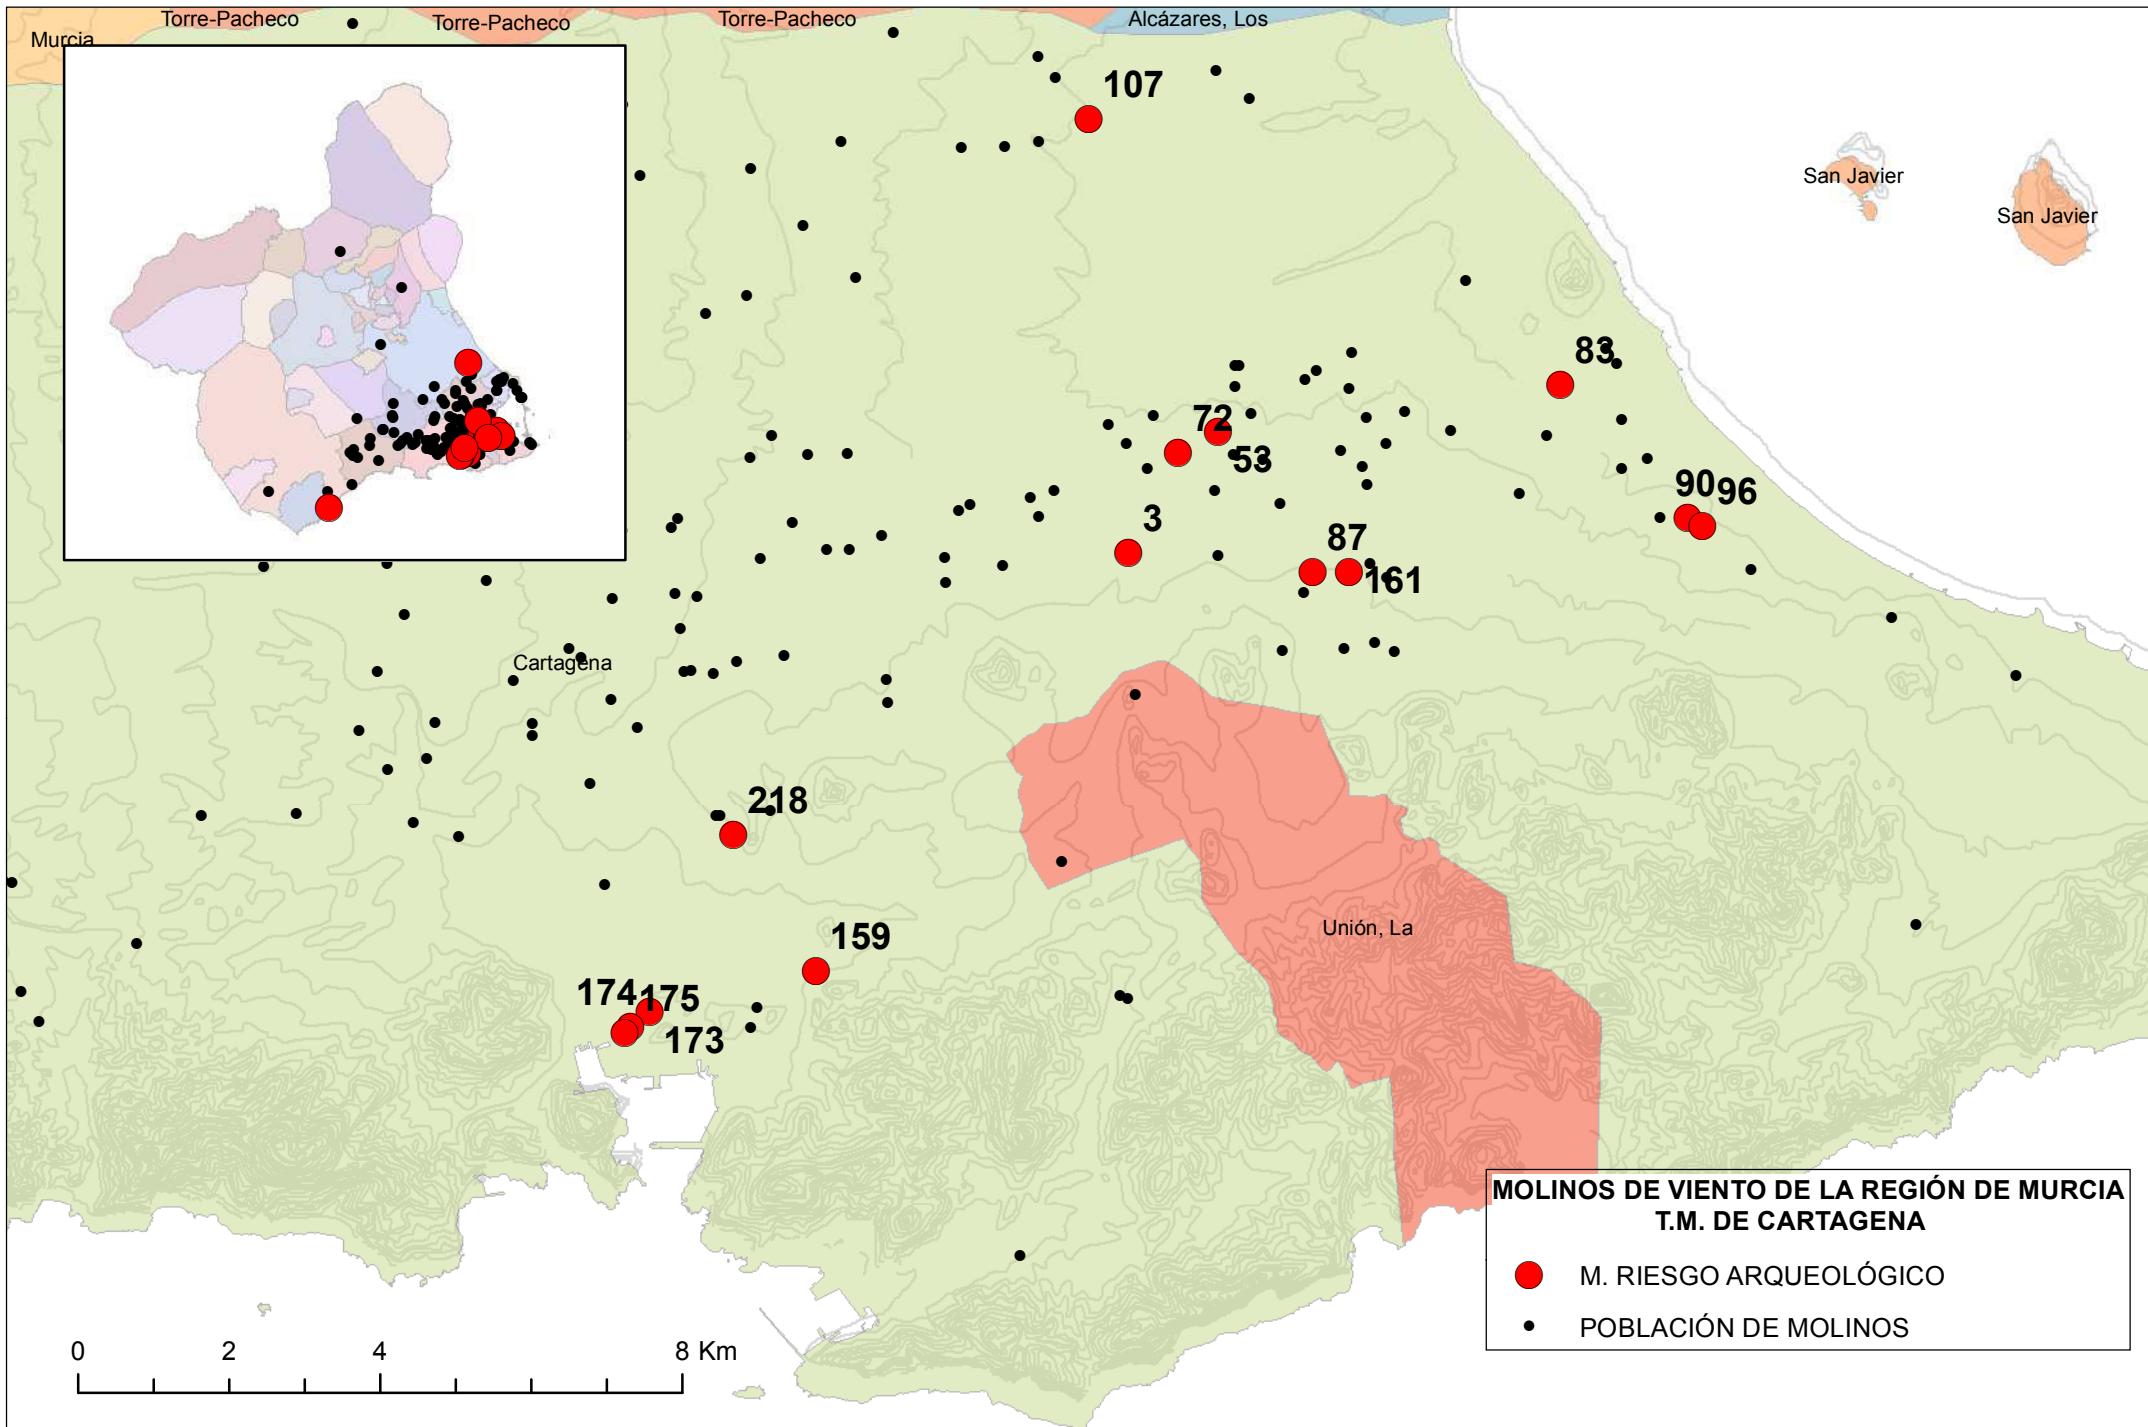 Torre-Pacheco
Torre-Pacheco
Torre-Pacheco
Alcázares, Los
Murcia
107
San Javier
San Javier
83
72
53
90
96
3
87
161
Cartagena
218
159
Unión, La
174
175
173
MOLINOS DE VIENTO DE LA REGIÓN DE MURCIA
T.M. DE CARTAGENA
M. RIESGO ARQUEOLÓGICO
POBLACIÓN DE MOLINOS
0 2 4 8 Km